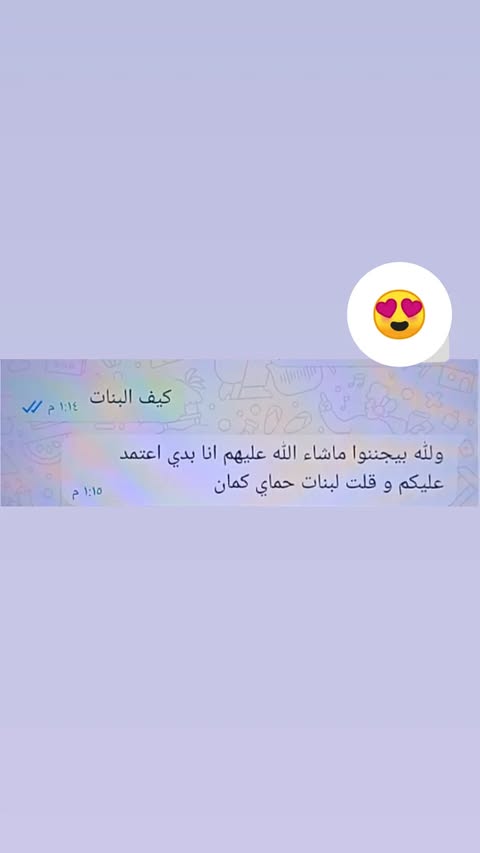 كيف البنات
١:١٤ م
ولله بيجننوا ماشاء الله عليهم انا بدي اعتمد
عليكم و قلت لبنات حماي كمان
١:١٥ م